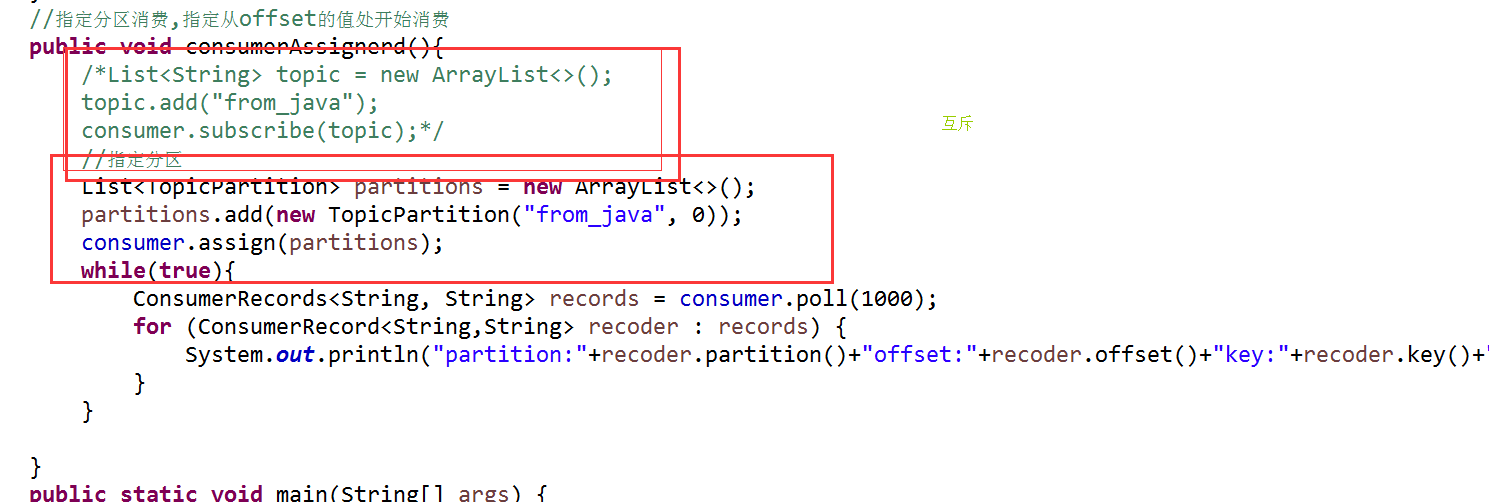 //指定分区消费,指定从offset的值处开始消费
public void consumerAssignerd(){
/*List<String> topic = new ArrayList<>();
topic.add("from_java");
consumer.subscribe(topic);*/
互斥
//指定分区
List<TopicPartition> partitions = new ArrayList<>();
partitions.add(new TopicPartition("from_java", 0));
consumer.assign(partitions);
while(true){
ConsumerRecords<String, String> records = consumer.poll(1000);
for (ConsumerRecord<String,String> recoder : records) {
System.out.println("partition:"+recoder.partition()+"offset:"+recoder.offset()+"key:"+recoder.key()+"
}
}
}
public static void main(String[] args) {